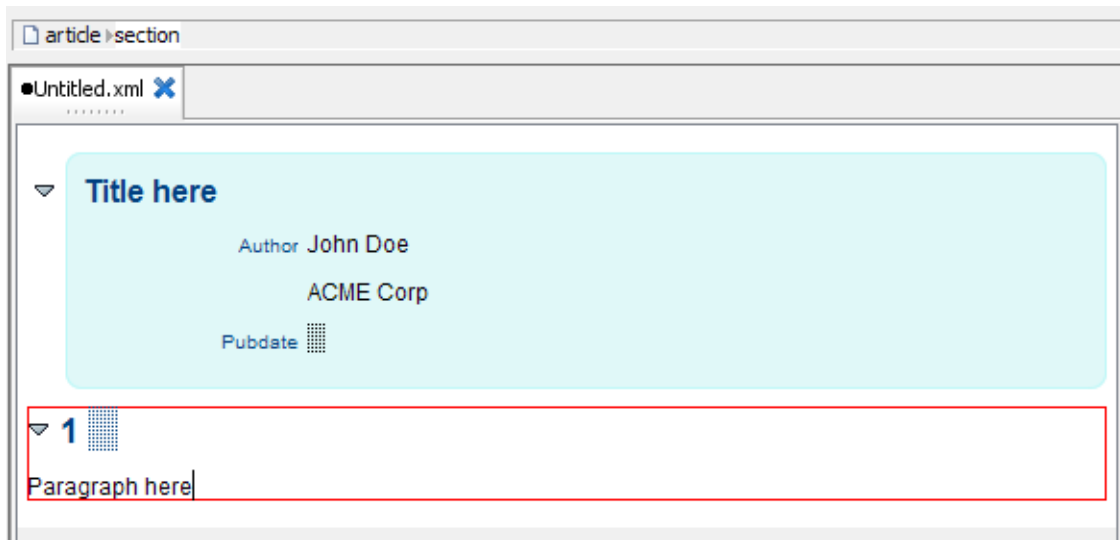 article section
Untitled.xml
Title here
Author John Doe
ACME Corp
Pubdate
1
Paragraph here